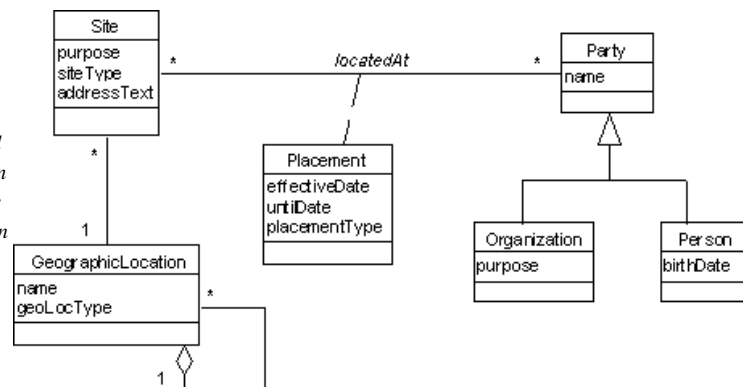 Site
purpose
siteType
addressText
*
locatedAt
*
Party
name
*
Placement
effectiveDate
untilDate
placementType
1
Organization
purpose
Person
birthDate
GeographicLocation
name
geoLocType
*
1